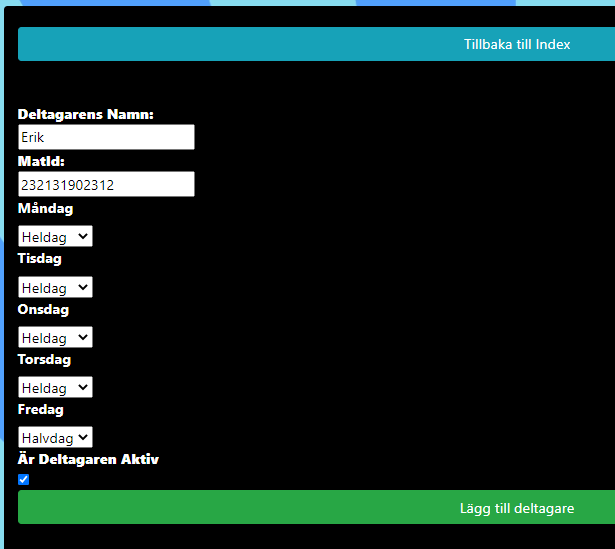 Tillbaka till Index
Deltagarens Namn:
Erik
MatId:
232131902312
Måndag
Heldag
Tisdag
Heldag
Onsdag
Heldag
Torsdag
Heldag
Fredag
Halvdag
Är Deltagaren Aktiv
Lägg till deltagare